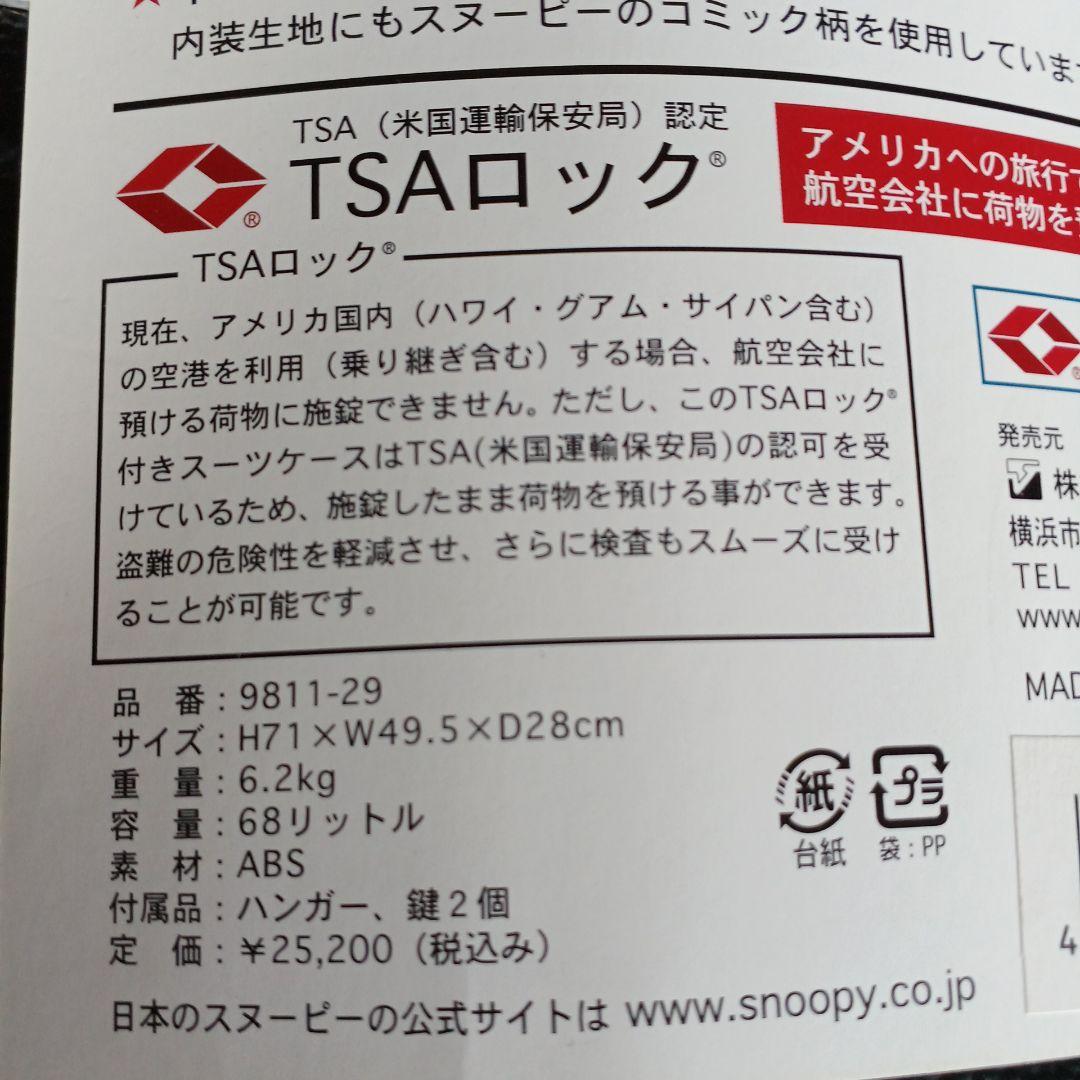 内装生地にもスヌーピーのコミック柄を使用していま
TSA（米国運輸保安局）認定
TSAロック®
®
アメリカへの旅行
航空会社に荷物を
TSAロック®
現在、アメリカ国内（ハワイ・グアム・サイパン含む）
の空港を利用（乗り継ぎ含む）する場合、航空会社に
預ける荷物に施錠できません。ただし、このTSAロック®
付きスーツケースはTSA(米国運輸保安局)の認可を受
けているため、施錠したまま荷物を預ける事ができます。
盗難の危険性を軽減させ、さらに検査もスムーズに受け
ることが可能です。
発売元
株
横浜市
TEL
www
MAD
品　番：9811-29
サイズ：H71×W49.5×D28cm
重　量：6.2kg
容　量：68リットル
素　材：ABS
付属品：ハンガー、鍵２個
定　価：￥25,200（税込み）
紙
台紙
プラ
袋：PP
4
日本のスヌーピーの公式サイトは www.snoopy.co.jp